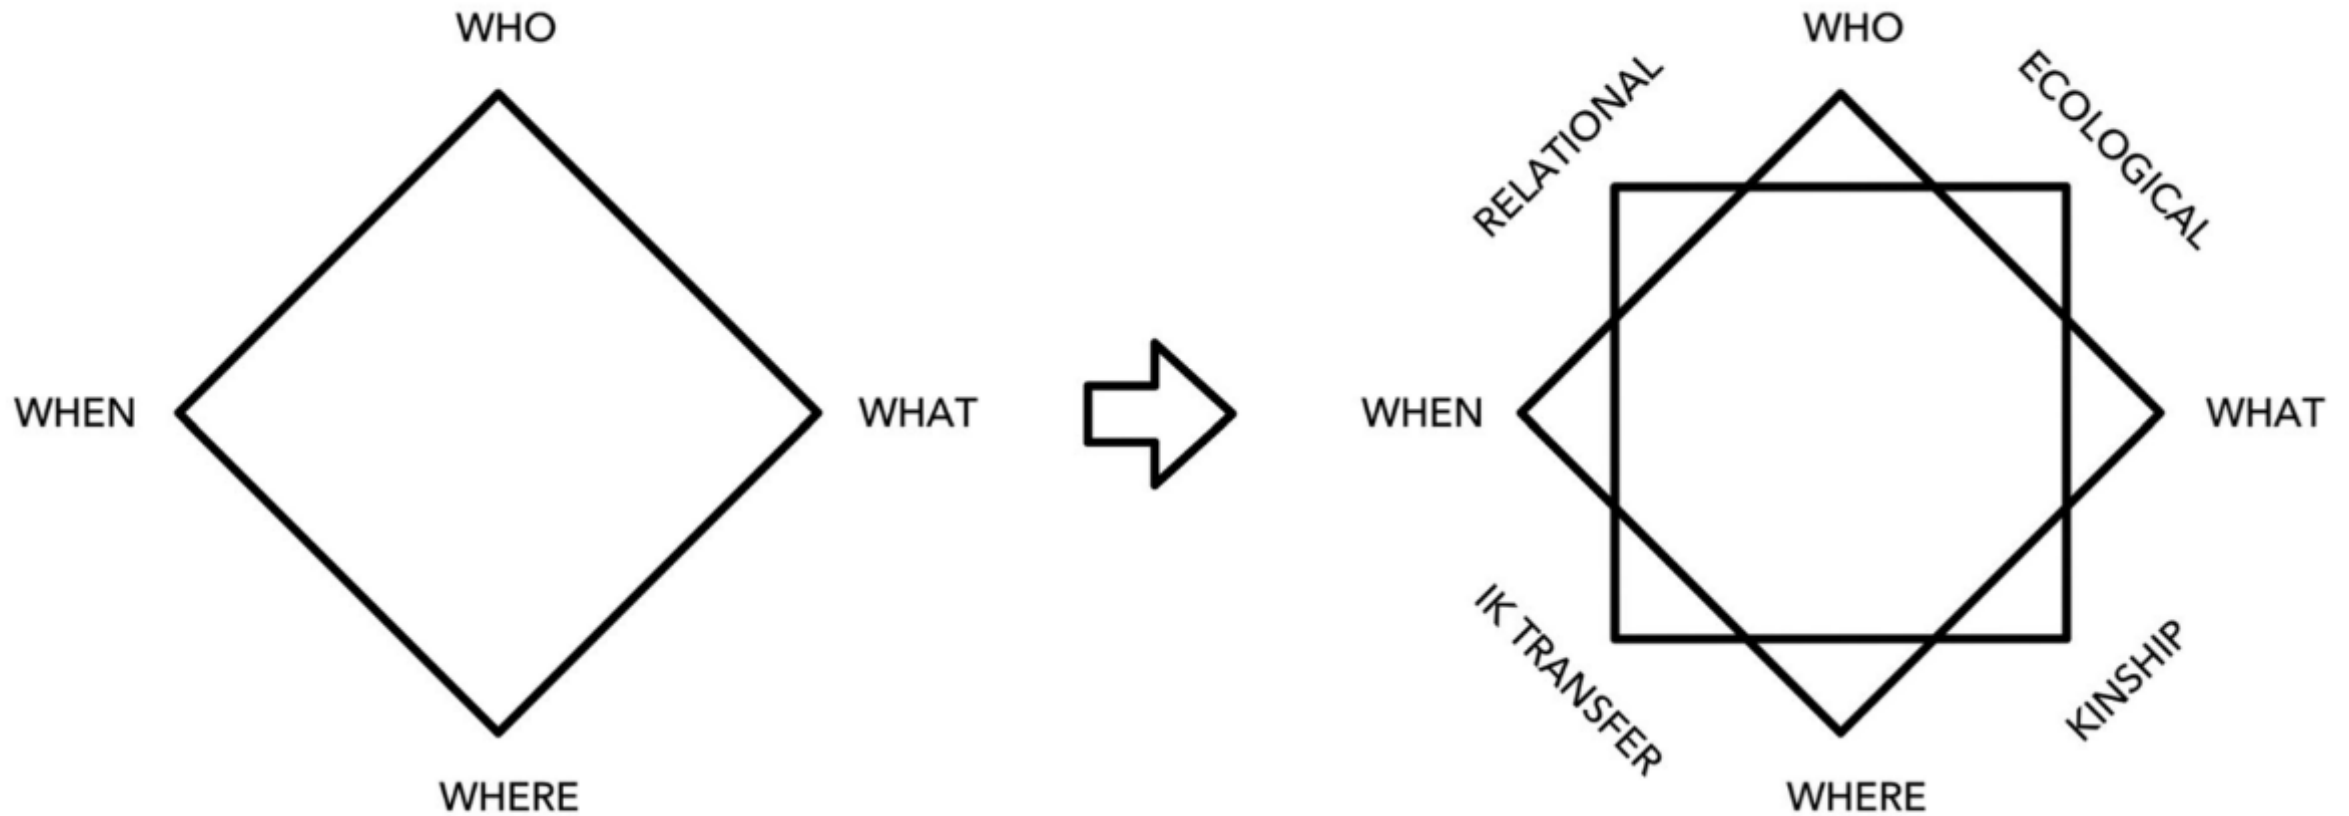 WHO
WHEN
WHAT
WHERE
WHO
RELATIONAL
ECOLOGICAL
WHEN
WHAT
IK TRANSFER
KINSHIP
WHERE